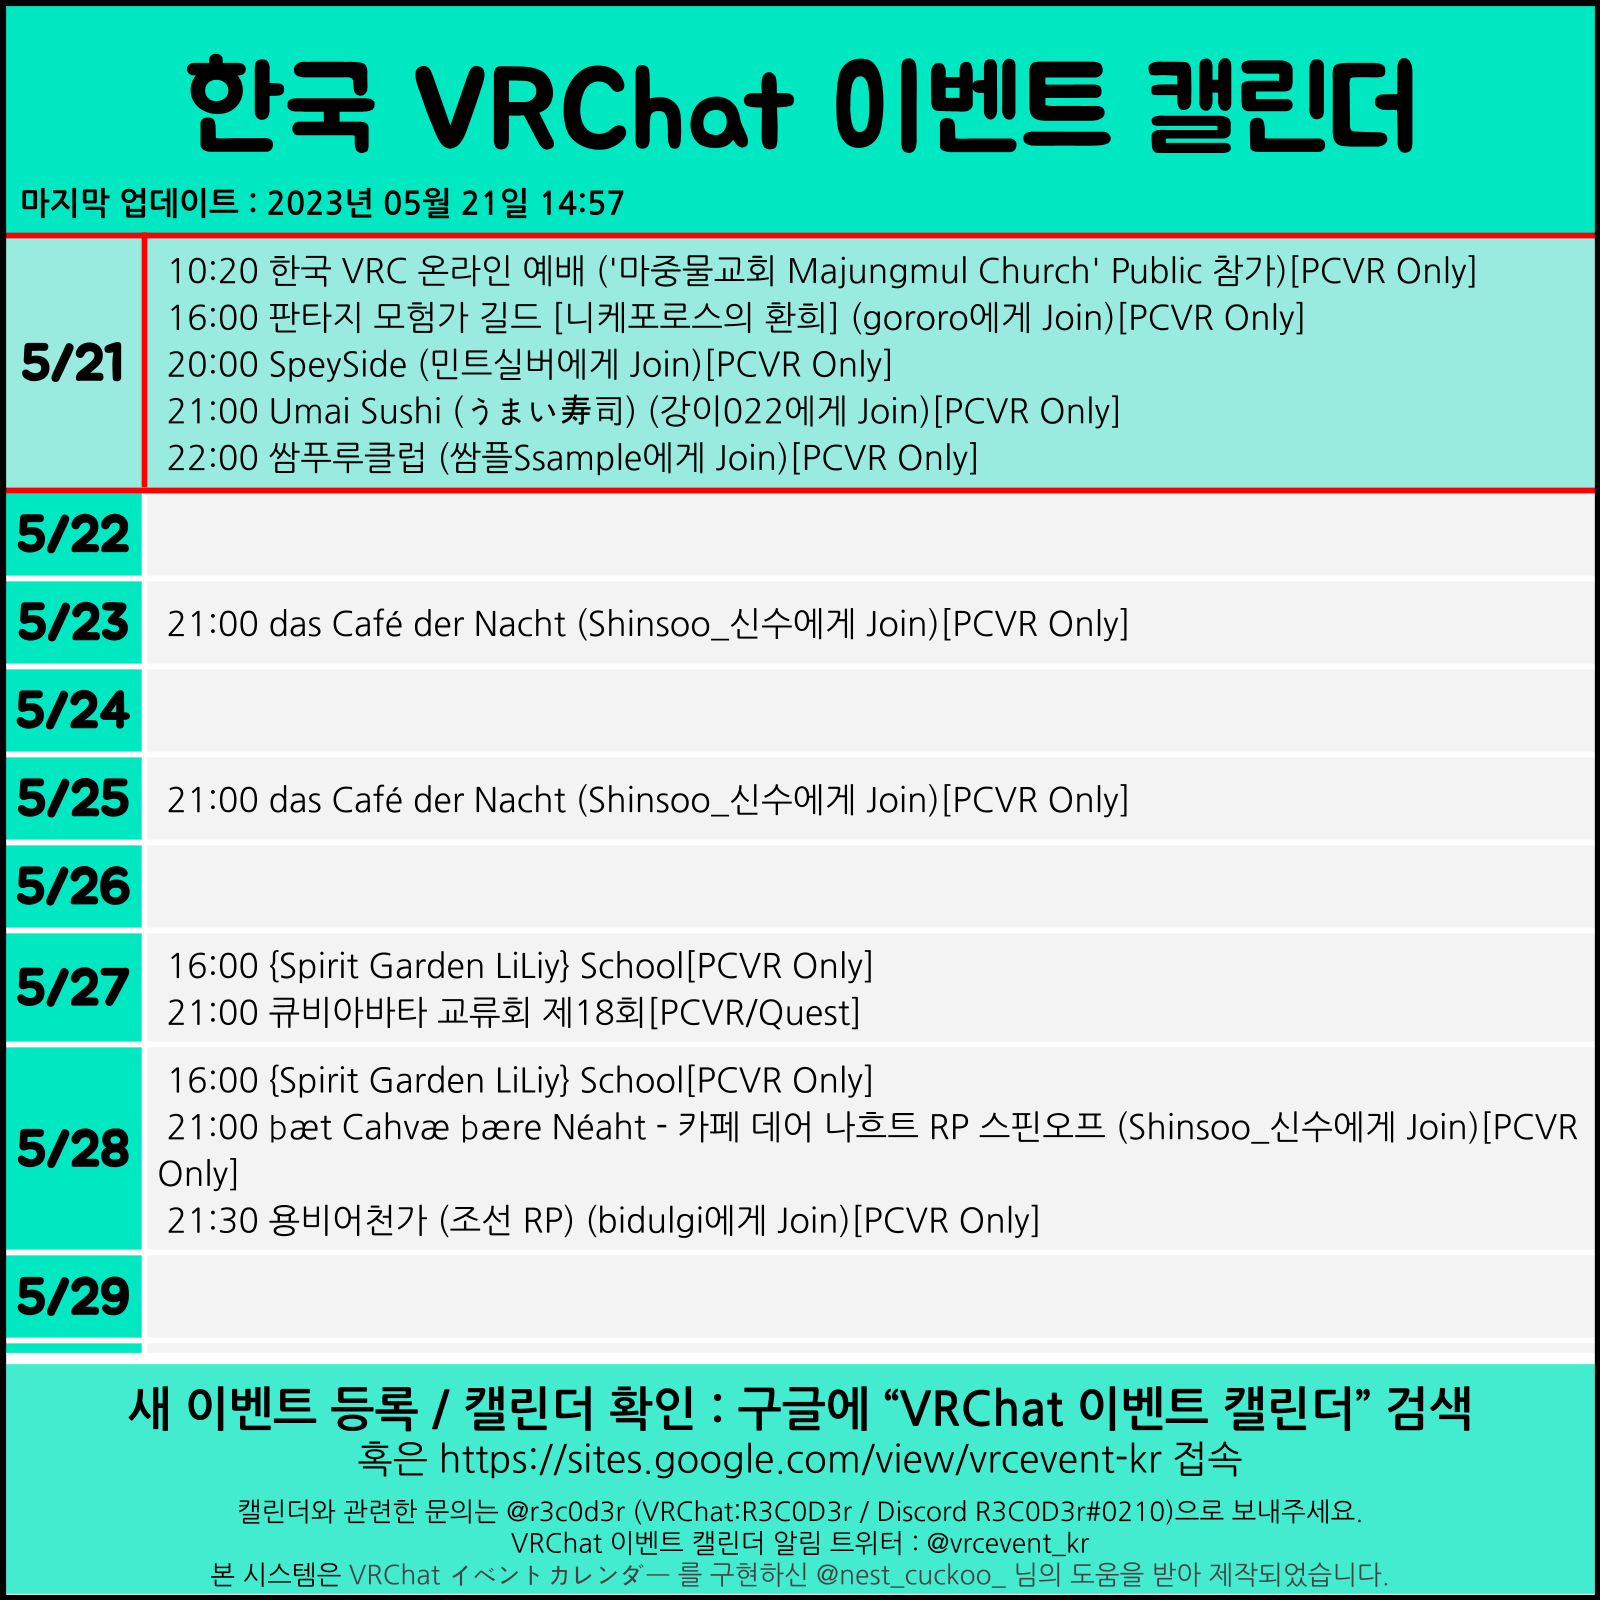 한국 VRChat 이벤트 캘린더
마지막 업데이트 : 2023년 05월 21일 14:57
5/21
10:20 한국 VRC 온라인 예배 ('마중물교회 Majungmul Church' Public 참가)[PCVR Only]
16:00 판타지 모험가 길드 [니케포로스의 환희] (gororo에게 Join)[PCVR Only]
20:00 SpeySide (민트실버에게 Join)[PCVR Only]
21:00 Umai Sushi (うまい寿司) (강이022에게 Join)[PCVR Only]
22:00 쌈푸루클럽 (쌈플Ssample에게 Join)[PCVR Only]
5/22
5/23
21:00 das Café der Nacht (Shinsoo_신수에게 Join)[PCVR Only]
5/24
5/25
21:00 das Café der Nacht (Shinsoo_신수에게 Join)[PCVR Only]
5/26
5/27
16:00 {Spirit Garden LiLiy} School[PCVR Only]
21:00 큐비아바타 교류회 제18회[PCVR/Quest]
5/28
16:00 {Spirit Garden LiLiy} School[PCVR Only]
21:00 þæt Cahvæ þære Néaht - 카페 데어 나흐트 RP 스핀오프 (Shinsoo_신수에게 Join)[PCVR
Only]
21:30 용비어천가 (조선 RP) (bidulgi에게 Join)[PCVR Only]
5/29
새 이벤트 등록 / 캘린더 확인 : 구글에 “VRChat 이벤트 캘린더” 검색
혹은 https://sites.google.com/view/vrcevent-kr 접속
캘린더와 관련한 문의는 @r3c0d3r (VRChat:R3C0D3r / Discord R3C0D3r#0210)으로 보내주세요.
VRChat 이벤트 캘린더 알림 트위터 : @vrcevent_kr
본 시스템은 VRChat イベントカレンダー 를 구현하신 @nest_cuckoo_ 님의 도움을 받아 제작되었습니다.